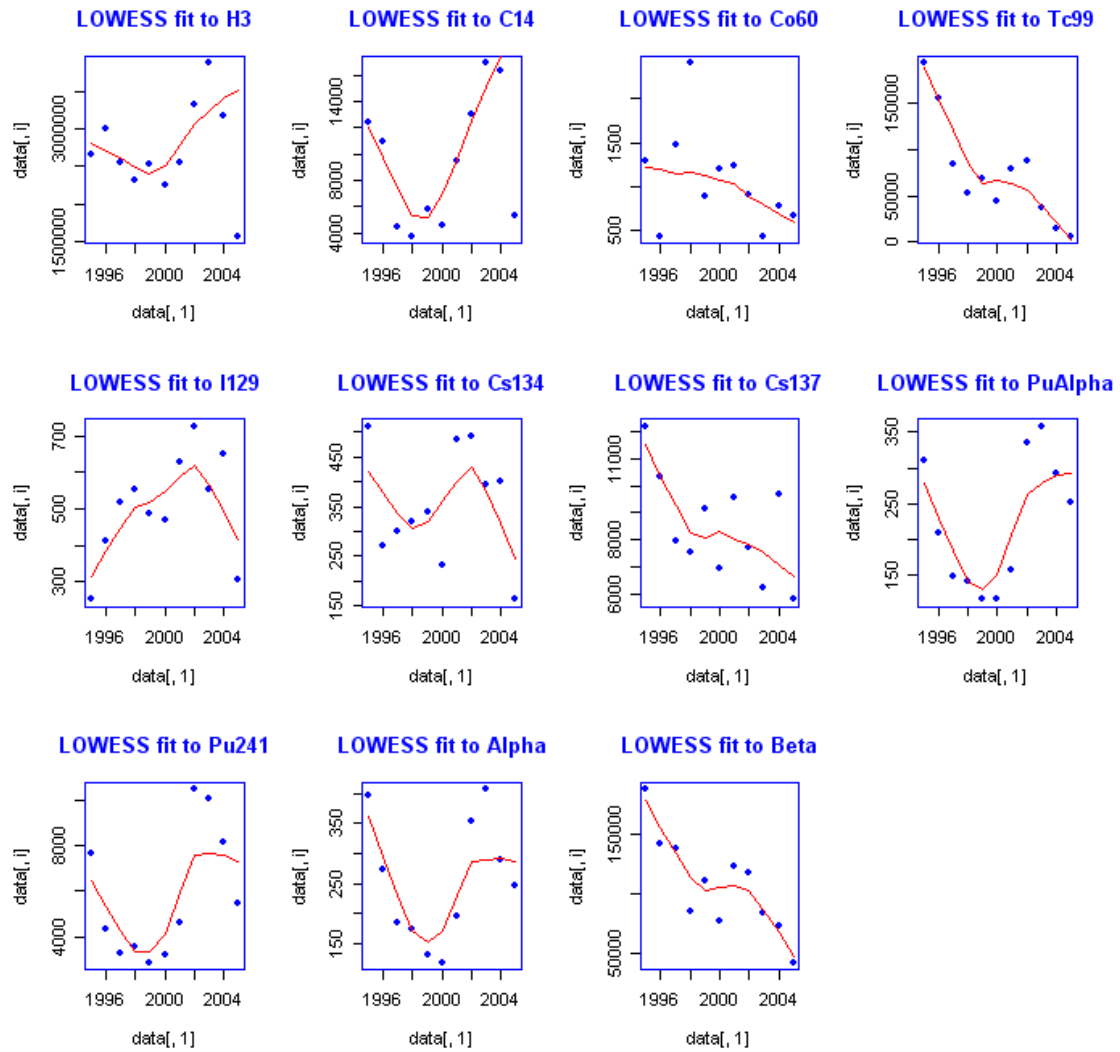 LOWESS fit to H3
data[, i]
1500000 3000000
1996 2000 2004
data[, 1]
LOWESS fit to C14
data[, i]
4000 8000 14000
1996 2000 2004
data[, 1]
LOWESS fit to Co60
data[, i]
500 1500
1996 2000 2004
data[, 1]
LOWESS fit to Tc99
data[, i]
0 50000 150000
1996 2000 2004
data[, 1]
LOWESS fit to I129
data[, i]
300 500 700
1996 2000 2004
data[, 1]
LOWESS fit to Cs134
data[, i]
150 250 350 450
1996 2000 2004
data[, 1]
LOWESS fit to Cs137
data[, i]
6000 8000 11000
1996 2000 2004
data[, 1]
LOWESS fit to PuAlpha
data[, i]
150 250 350
1996 2000 2004
data[, 1]
LOWESS fit to Pu241
data[, i]
4000 8000
1996 2000 2004
data[, 1]
LOWESS fit to Alpha
data[, i]
150 250 350
1996 2000 2004
data[, 1]
LOWESS fit to Beta
data[, i]
50000 150000
1996 2000 2004
data[, 1]